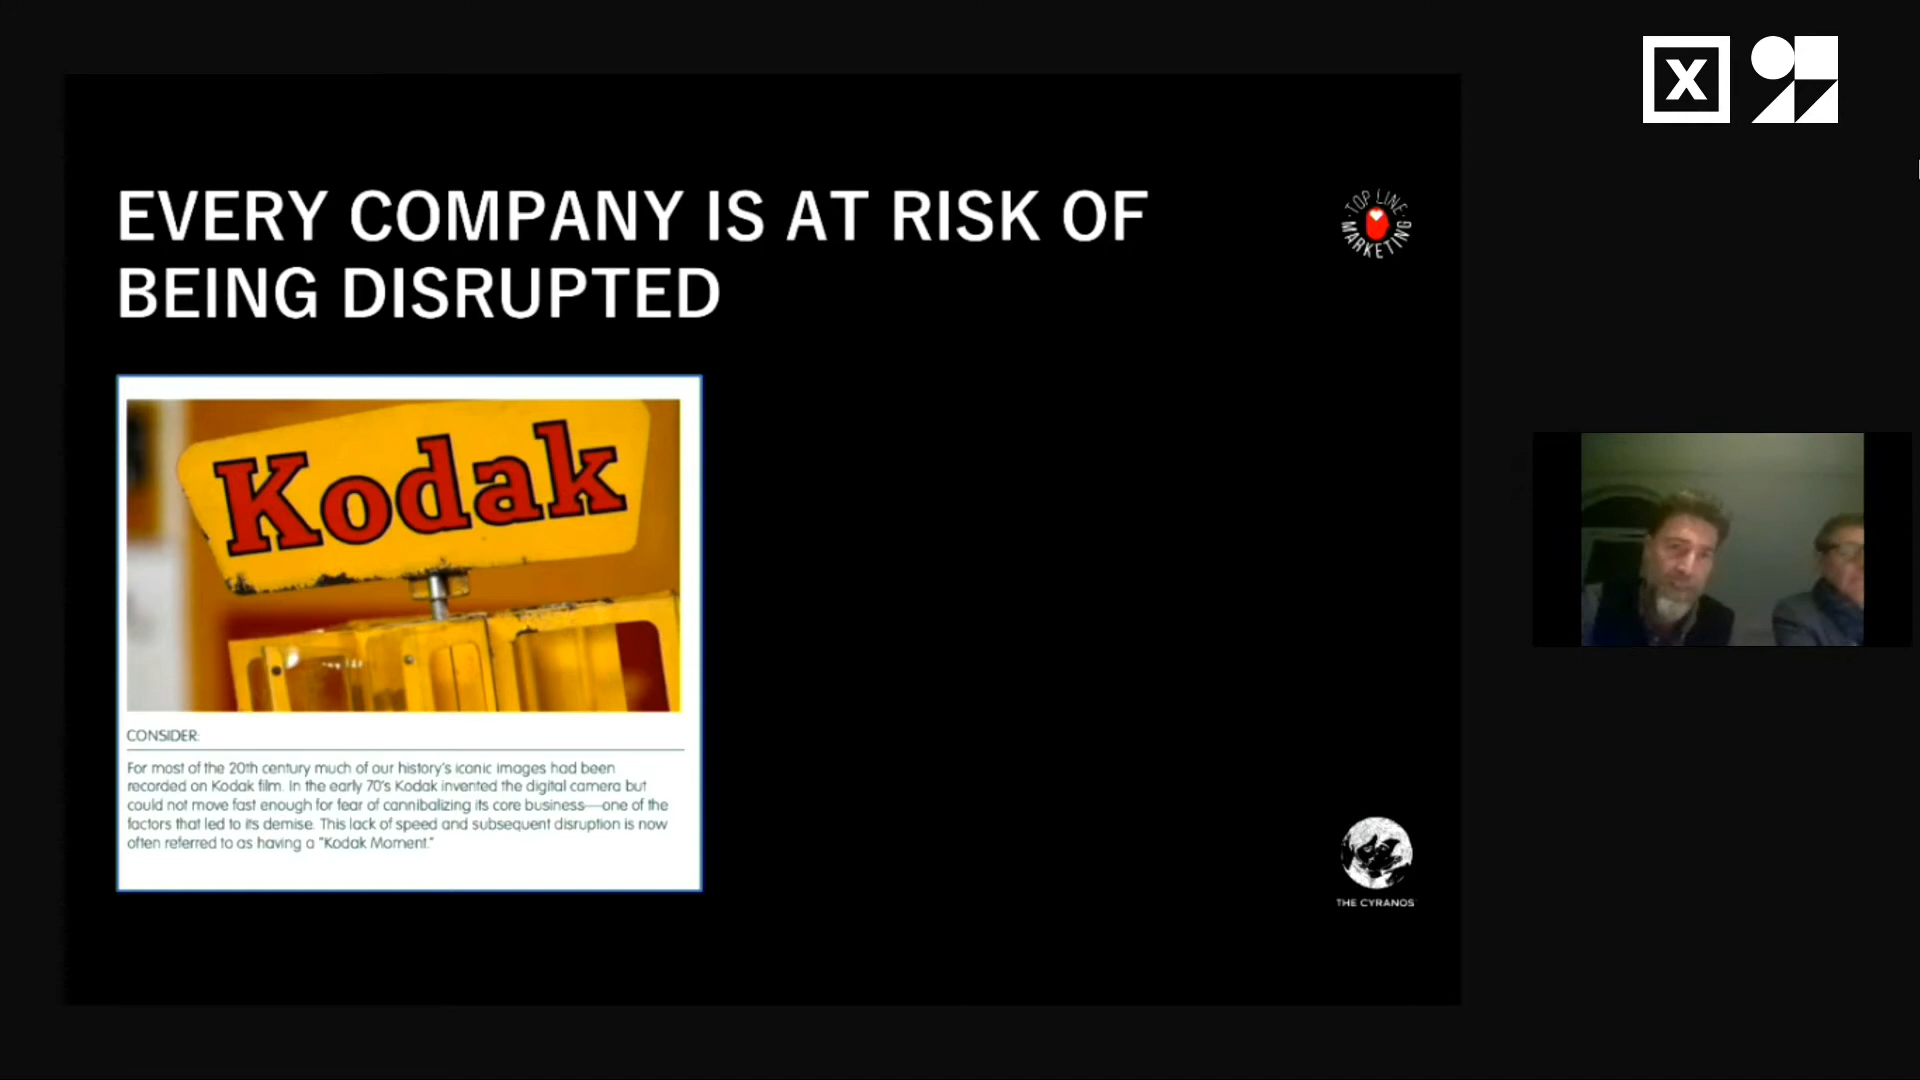 X
EVERY COMPANY IS AT RISK OF
BEING DISRUPTED
· TOP LINE ·
MARKETING
Kodak
CONSIDER:
For most of the 20th century much of our history's iconic images had been
recorded on Kodak film. In the early 70's Kodak invented the digital camera but
could not move fast enough for fear of cannibalizing its core business—one of the
factors that led to its demise. This lack of speed and subsequent disruption is now
often referred to as having a "Kodak Moment."
THE CYRANOS